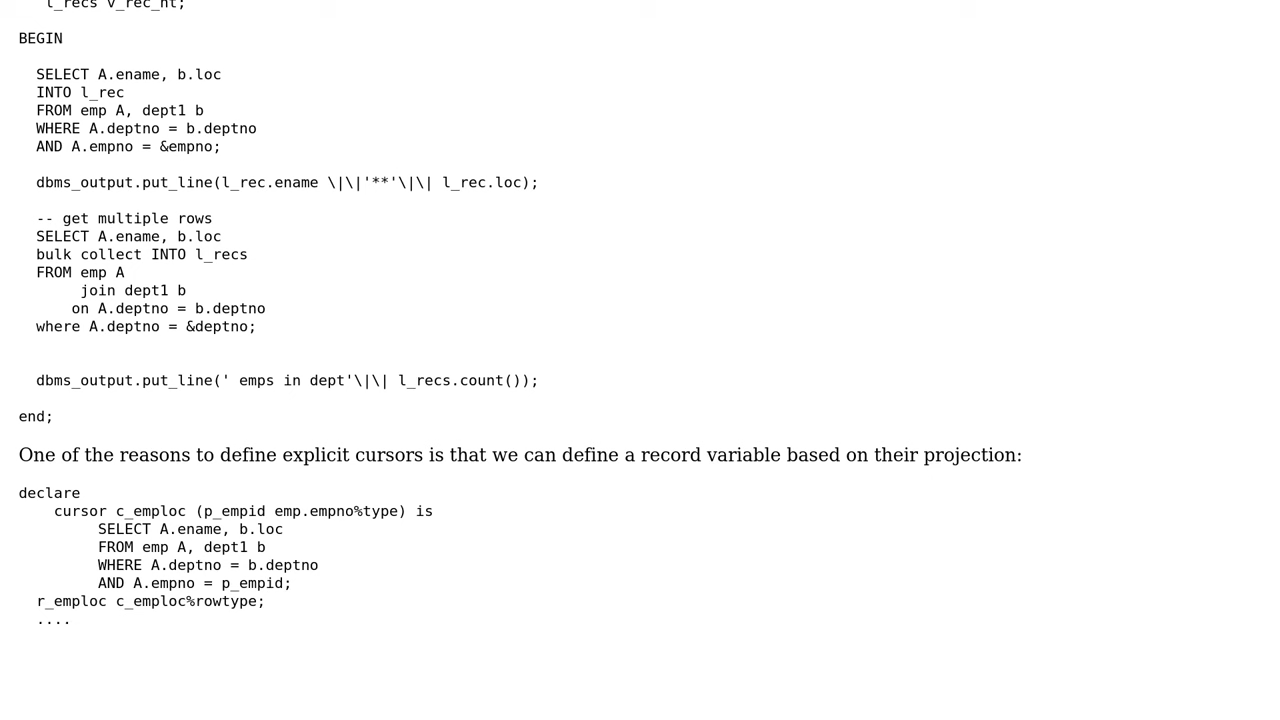 l_recs v_rec_nt;
BEGIN
SELECT A.ename, b.loc
INTO l_rec
FROM emp A, dept1 b
WHERE A.deptno = b.deptno
AND A.empno = &empno;
dbms_output.put_line(l_rec.ename \|\|'**'\|\| l_rec.loc);
-- get multiple rows
SELECT A.ename, b.loc
bulk collect INTO l_recs
FROM emp A
join dept1 b
on A.deptno = b.deptno
where A.deptno = &deptno;
dbms_output.put_line(' emps in dept'\|\| l_recs.count());
end;
One of the reasons to define explicit cursors is that we can define a record variable based on their projection:
declare
cursor c_emploc (p_empid emp.empno%type) is
SELECT A.ename, b.loc
FROM emp A, dept1 b
WHERE A.deptno = b.deptno
AND A.empno = p_empid;
r_emploc c_emploc%rowtype;
....